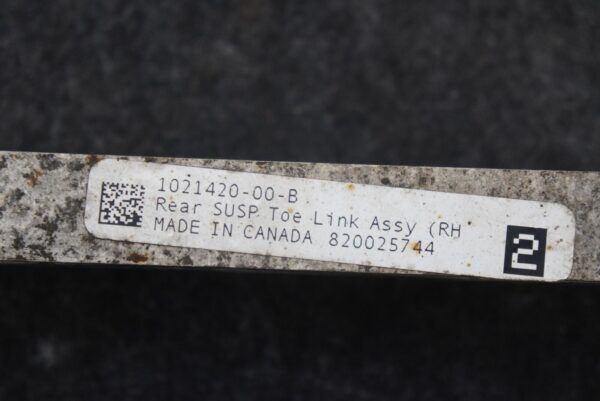 1021420-00-B
Rear SUSP Toe Link Assy (RH
MADE IN CANADA 820025744
2